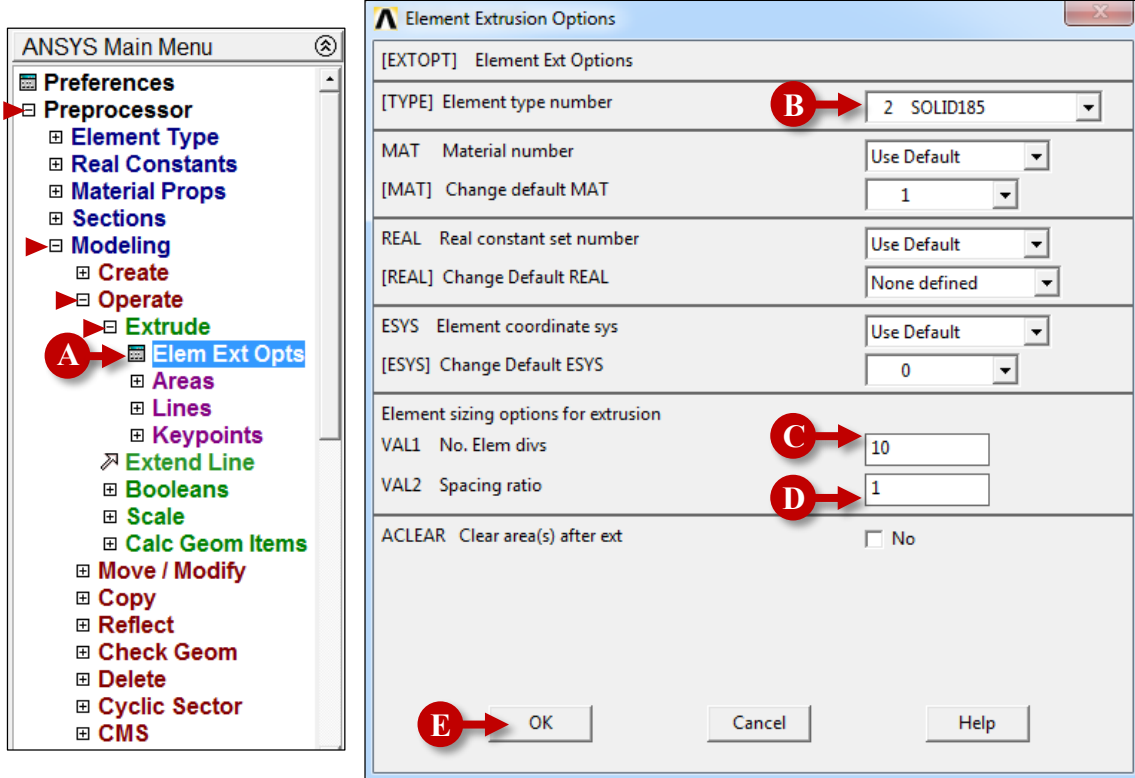 ANSYS Main Menu
Preferences
Preprocessor
Element Type
Real Constants
Material Props
Sections
Modeling
Create
Operate
Extrude
A
Elem Ext Opts
Areas
Lines
Keypoints
Extend Line
Booleans
Scale
Calc Geom Items
Move / Modify
Copy
Reflect
Check Geom
Delete
Cyclic Sector
CMS
Element Extrusion Options
[EXTOPT] Element Ext Options
[TYPE] Element type number B 2 SOLID185
MAT Material number Use Default
[MAT] Change default MAT 1
REAL Real constant set number Use Default
[REAL] Change Default REAL None defined
ESYS Element coordinate sys Use Default
[ESYS] Change Default ESYS 0
Element sizing options for extrusion
VAL1 No. Elem divs C 10
VAL2 Spacing ratio D 1
ACLEAR Clear area(s) after ext No
E OK Cancel Help